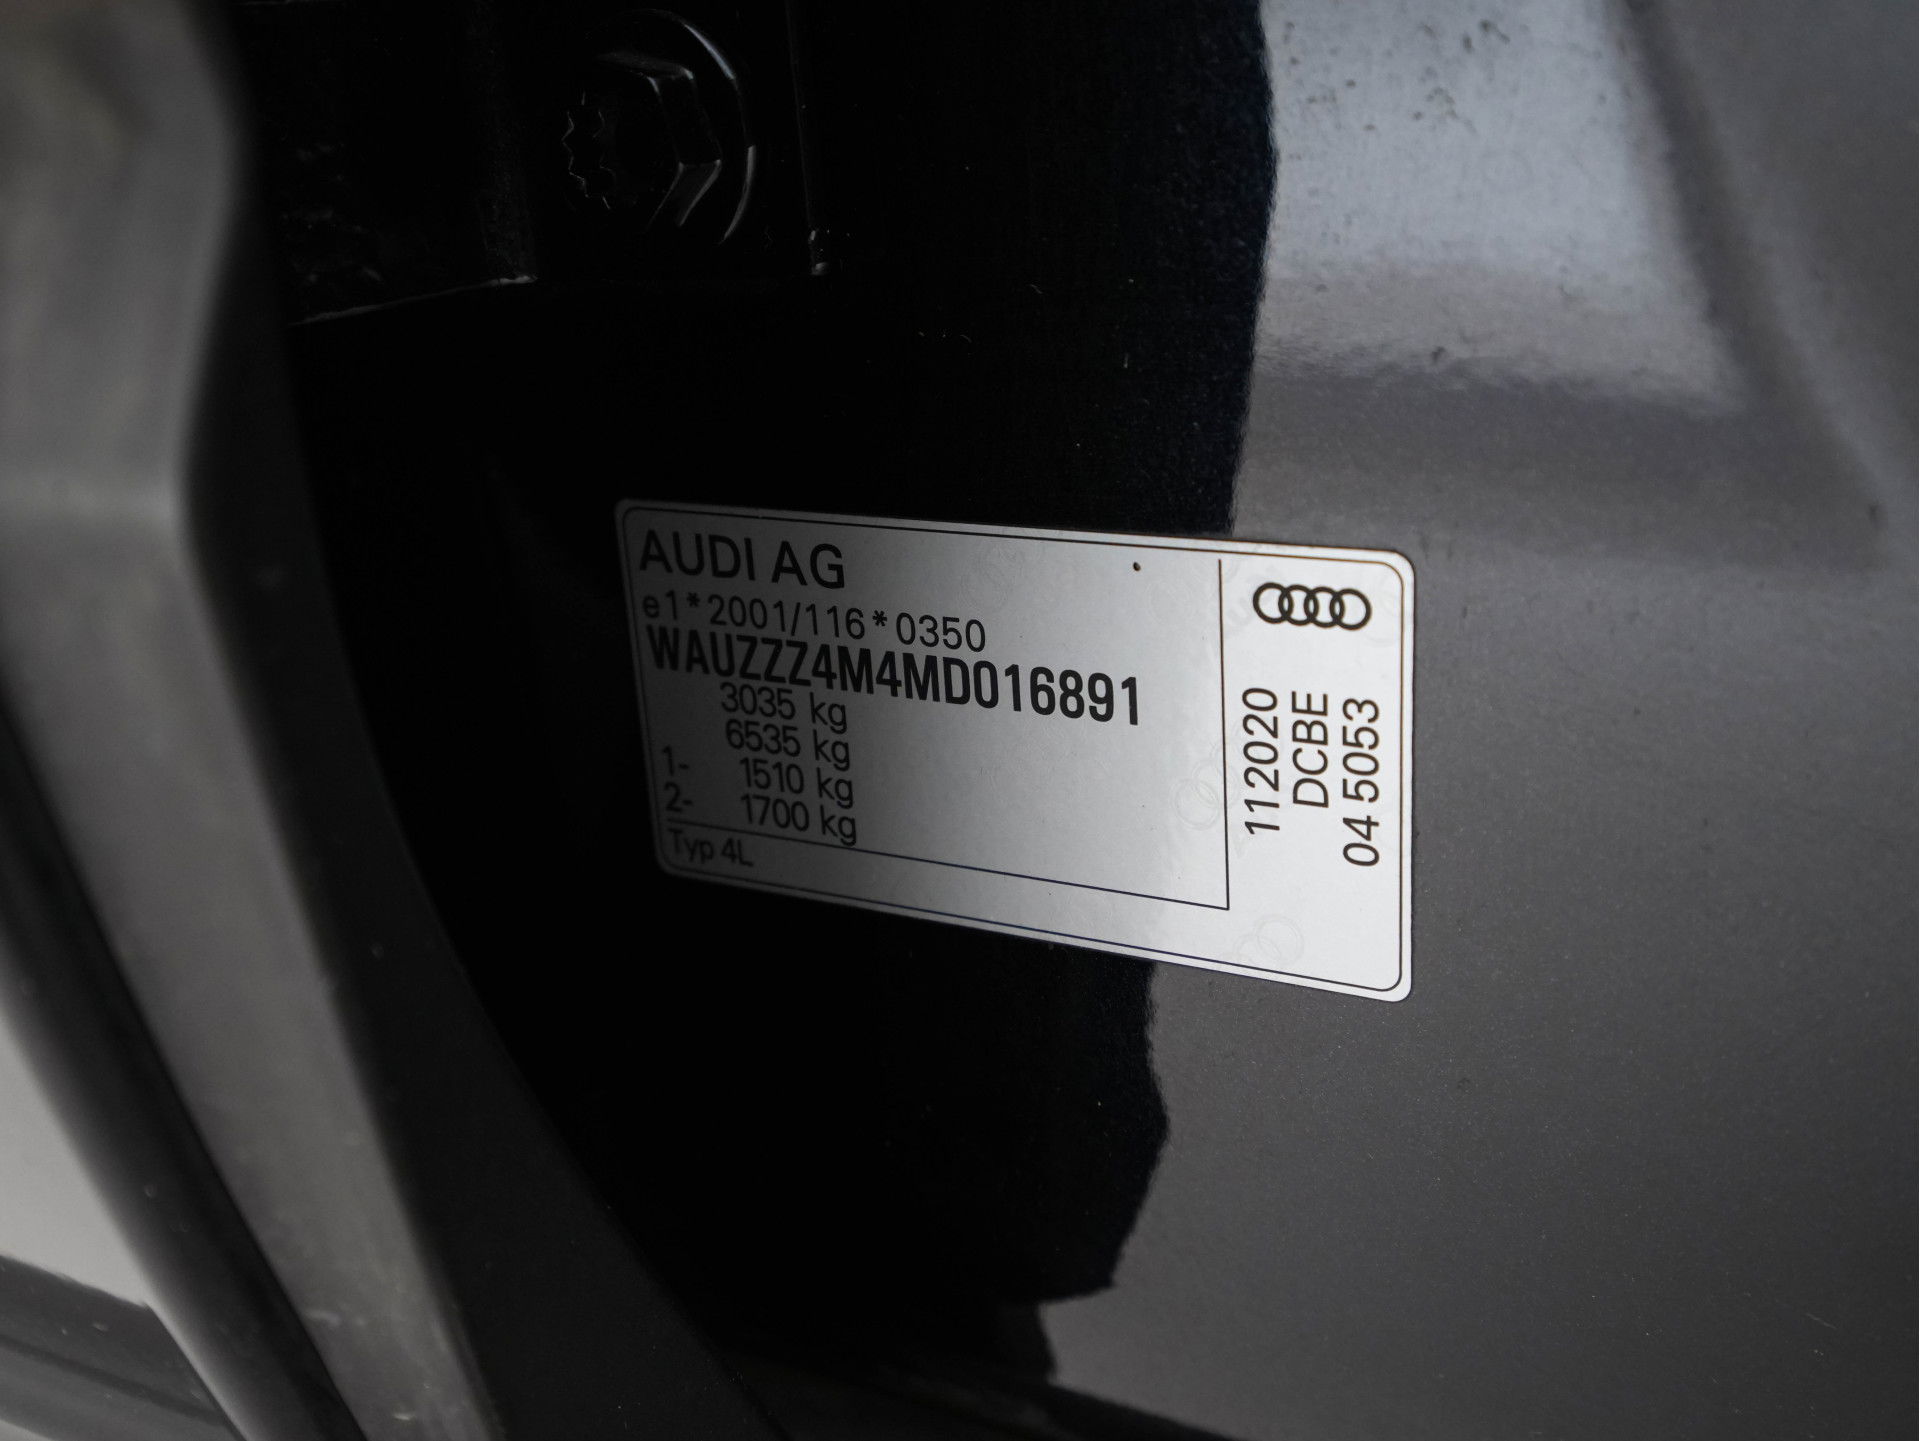 AUDI AG
e1*2001/116*0350
WAUZZZ4M4MD016891
3035 kg
6535 kg
1- 1510 kg
2- 1700 kg
Typ 4L
112020
DCBE
04 5053